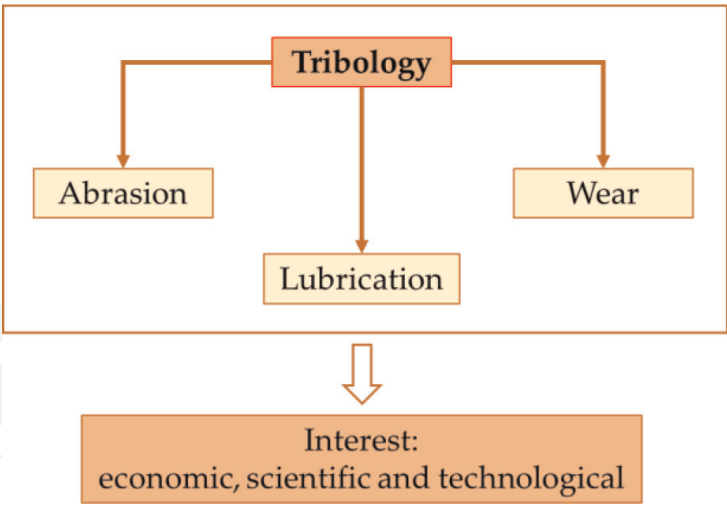 Tribology
Abrasion
Wear
Lubrication
Interest:
economic, scientific and technological